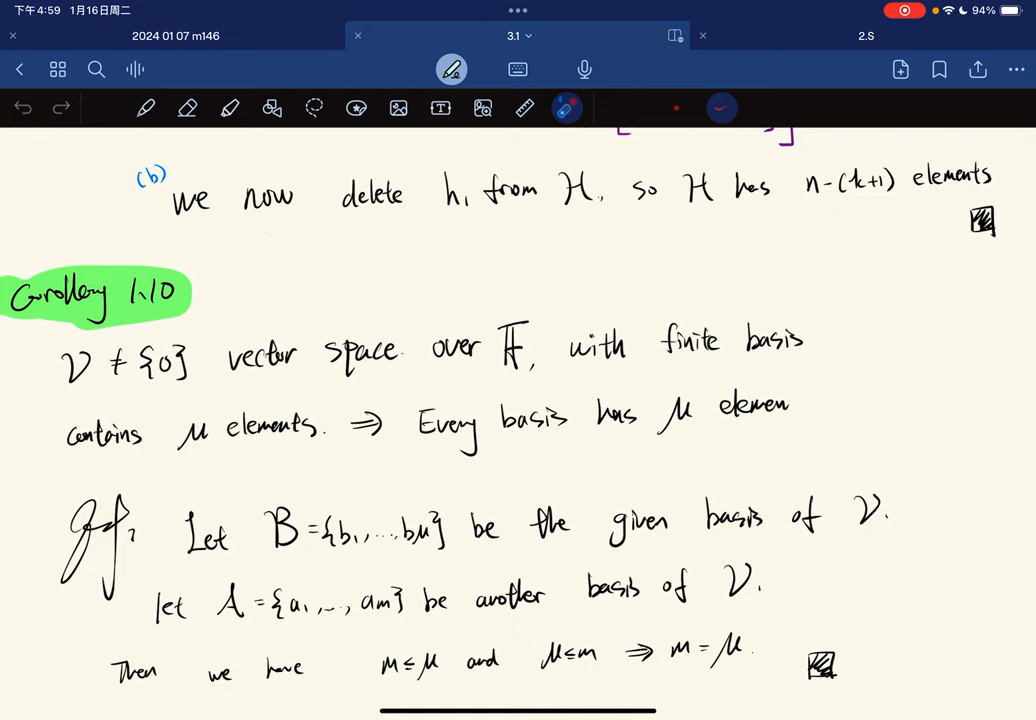 下午4:59 1月16日周二 94%
2024 01 07 m146 3.1 2.S
(b) we now delete h₁ from H, so H has n-(k+1) elements
Corollary 1.10
V ≠ {0} vector space over 𝔽, with finite basis
contains μ elements. ⇒ Every basis has μ elemen
pf: Let B = {b₁,...,bμ} be the given basis of V.
let A = {a₁,..., am} be another basis of V.
Then we have m ≤ μ and μ ≤ m ⇒ m = μ.